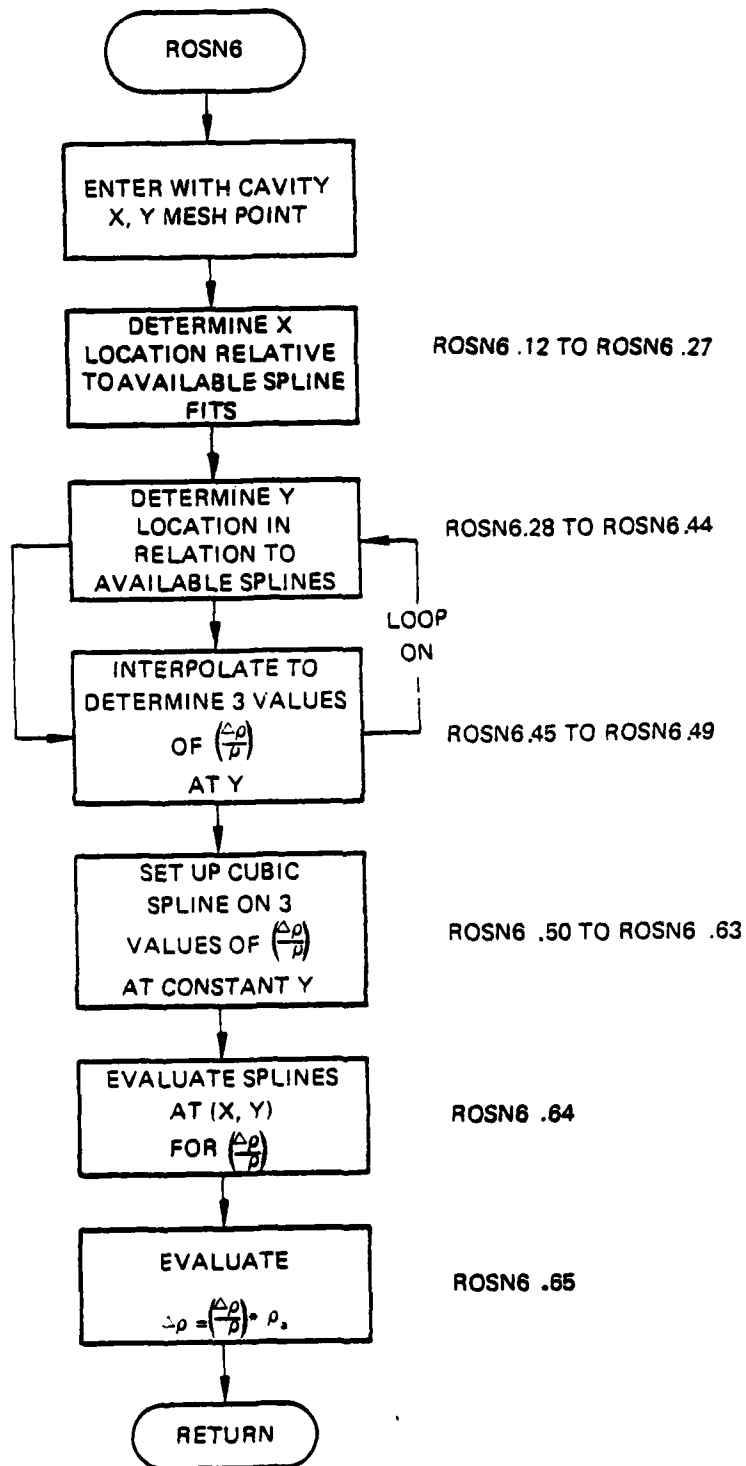 ROSN6
ENTER WITH CAVITY
X, Y MESH POINT
DETERMINE X
LOCATION RELATIVE
TO AVAILABLE SPLINE
FITS
ROSN6 .12 TO ROSN6 .27
DETERMINE Y
LOCATION IN
RELATION TO
AVAILABLE SPLINES
ROSN6.28 TO ROSN6.44
LOOP
ON
INTERPOLATE TO
DETERMINE 3 VALUES
OF (Δρ/ρ)
AT Y
ROSN6.45 TO ROSN6.49
SET UP CUBIC
SPLINE ON 3
VALUES OF (Δρ/ρ)
AT CONSTANT Y
ROSN6 .50 TO ROSN6 .63
EVALUATE SPLINES
AT (X, Y)
FOR (Δρ/ρ)
ROSN6 .64
EVALUATE
Δρ = (Δρ/ρ) * ρ
ROSN6 .65
RETURN